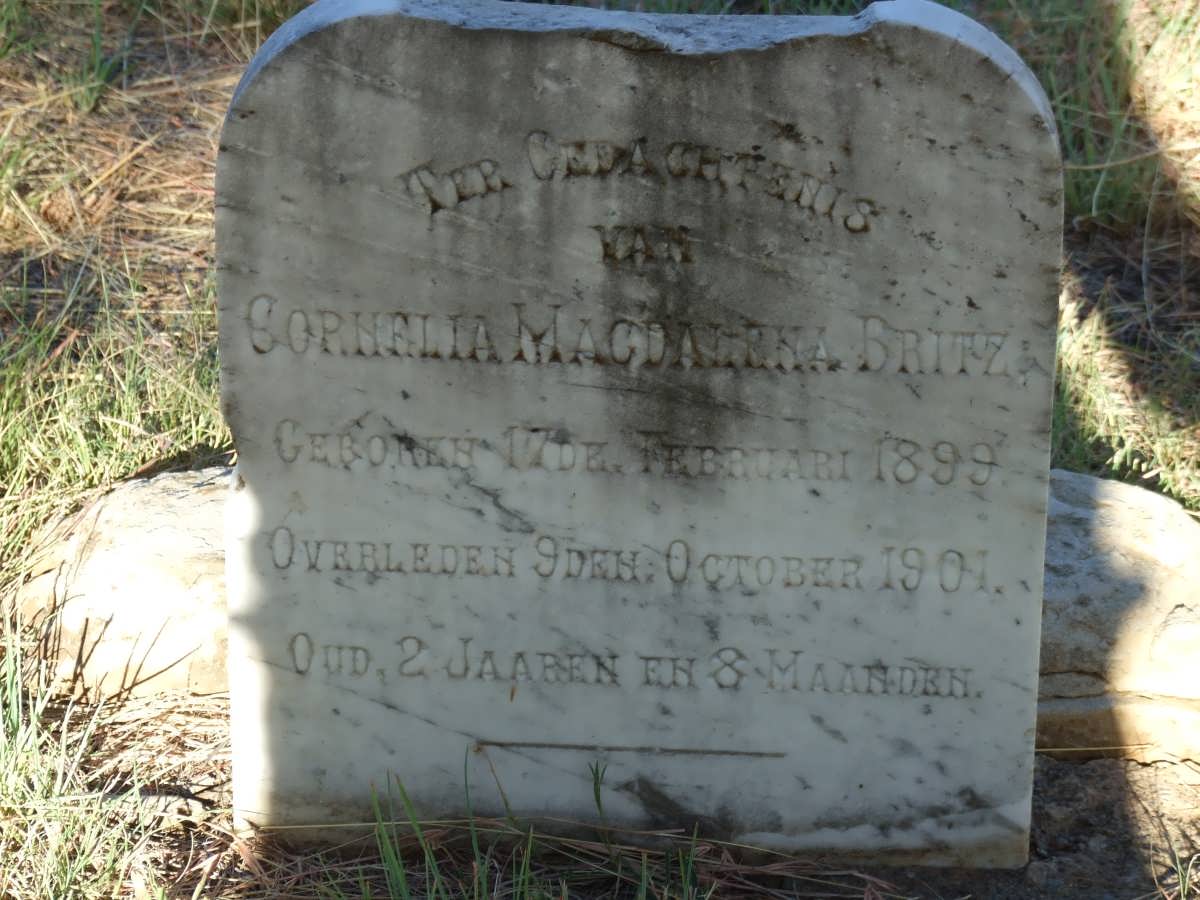 TER GEDACHTENIS
VAN
CORNELIA MAGDALENA BRITZ,
GEBOREN 17DE. FEBRUARI 1899
OVERLEDEN 9DEN. OCTOBER 1901.
OUD, 2 JAAREN EN 8 MAANDEN.